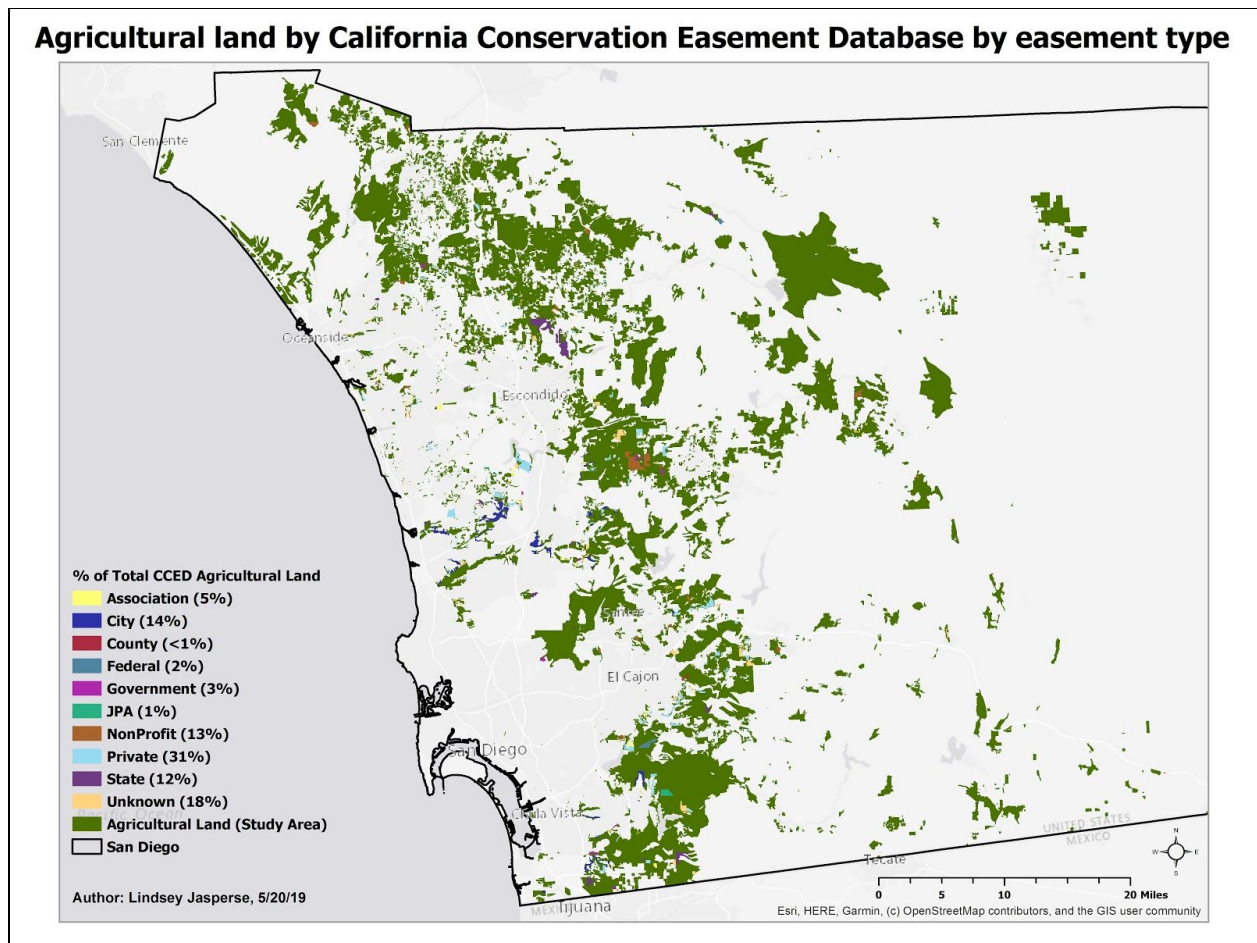 Agricultural land by California Conservation Easement Database by easement type
San Clemente
Oceanside
Escondido
Santee
El Cajon
San Diego
Chula Vista
Pacific Ocean
UNITED STATES
MEXICO
Tecate
MEXICO
Tijuana
% of Total CCED Agricultural Land
Association (5%)
City (14%)
County (<1%)
Federal (2%)
Government (3%)
JPA (1%)
NonProfit (13%)
Private (31%)
State (12%)
Unknown (18%)
Agricultural Land (Study Area)
San Diego
Author: Lindsey Jasperse, 5/20/19
N
W E
S
0 5 10 20 Miles
Esri, HERE, Garmin, (c) OpenStreetMap contributors, and the GIS user community